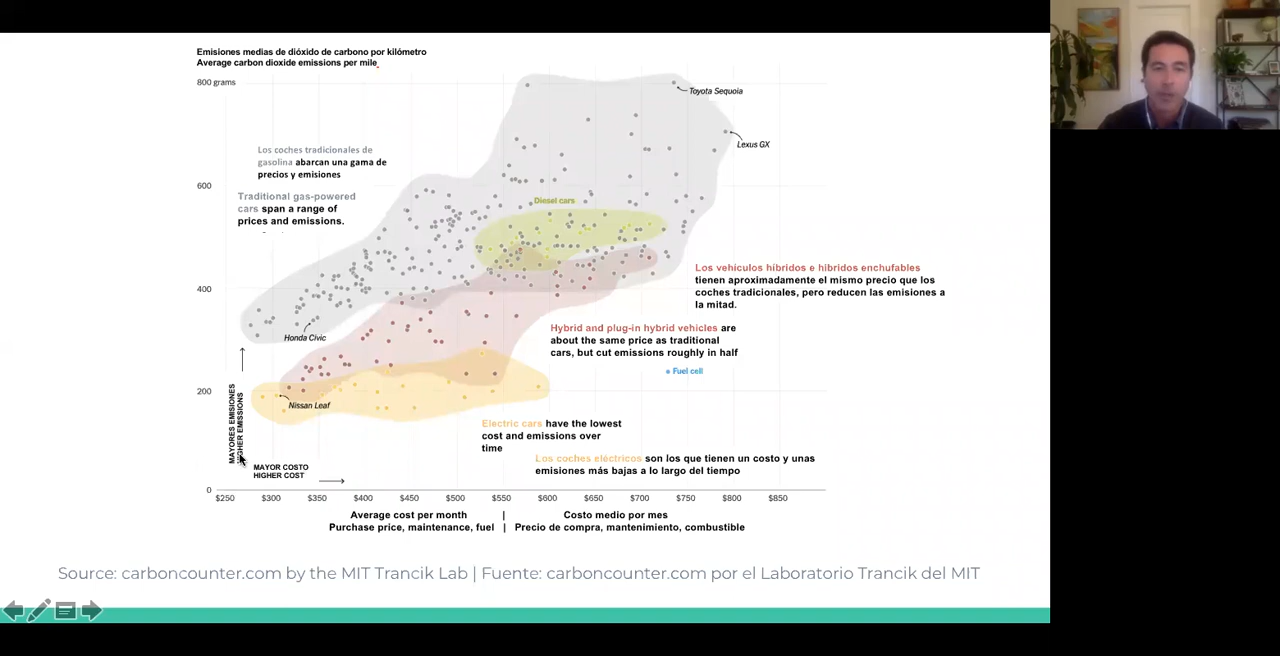 Emisiones medias de dióxido de carbono por kilómetro
Average carbon dioxide emissions per mile
800 grams
Toyota Sequoia
Lexus GX
Los coches tradicionales de
gasolina abarcan una gama de
precios y emisiones
600
Traditional gas-powered
cars span a range of
prices and emissions.
Diesel cars
Los vehiculos híbridos e hibridos enchufables
tienen aproximadamente el mismo precio que los
coches tradicionales, pero reducen las emisiones a
la mitad.
400
Honda Civic
Hybrid and plug-in hybrid vehicles are
about the same price as traditional
cars, but cut emissions roughly in half
Fuel cell
200
Nissan Leaf
MAYORES EMISIONES
HIGHER EMISSIONS
Electric cars have the lowest
cost and emissions over
time
Los coches eléctricos son los que tienen un costo y unas
emisiones más bajas a lo largo del tiempo
MAYOR COSTO
HIGHER COST
0
$250 $300 $350 $400 $450 $500 $550 $600 $650 $700 $750 $800 $850
Average cost per month | Costo medio por mes
Purchase price, maintenance, fuel | Precio de compra, mantenimiento, combustible
Source: carboncounter.com by the MIT Trancik Lab | Fuente: carboncounter.com por el Laboratorio Trancik del MIT